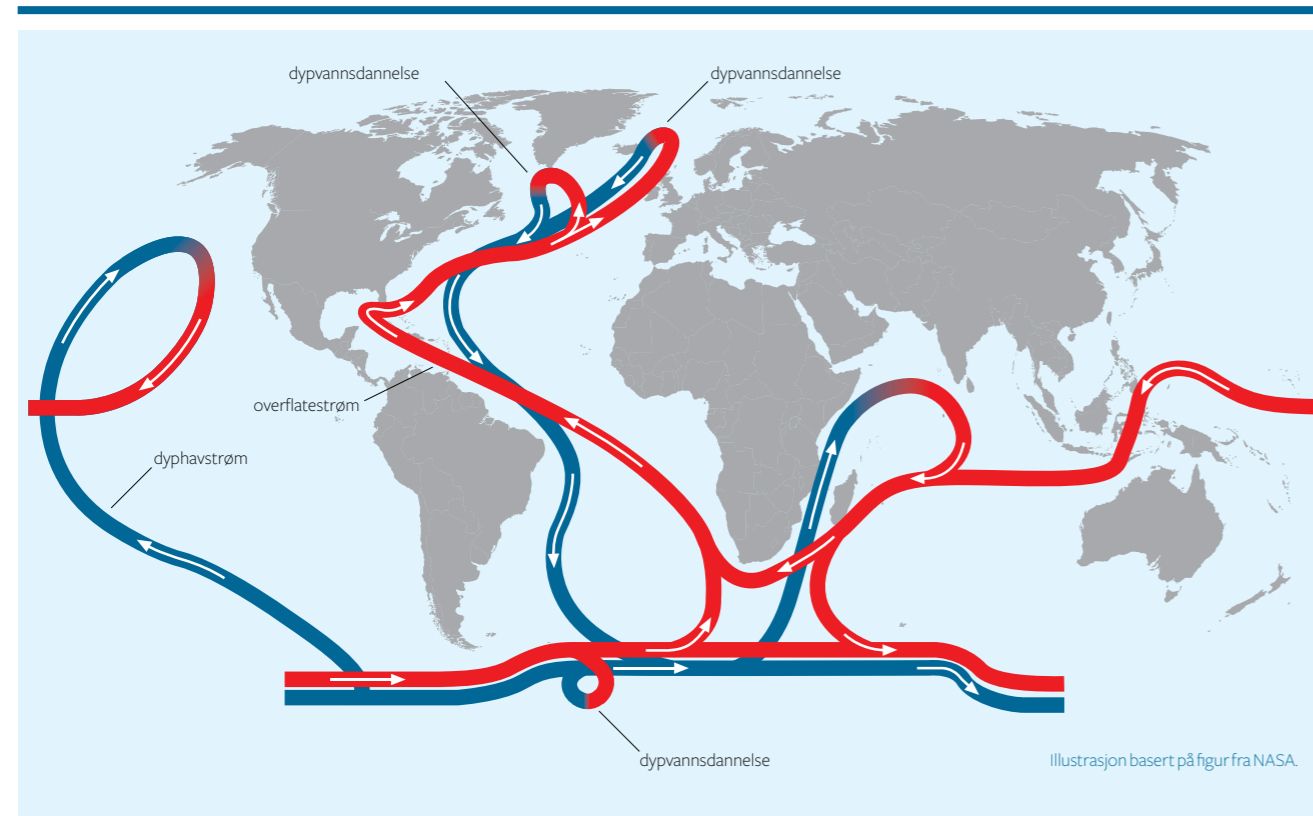 dypvannsdannelse
dypvannsdannelse
overflatestrøm
dyphavstrøm
dypvannsdannelse
Illustrasjon basert på figur fra NASA.